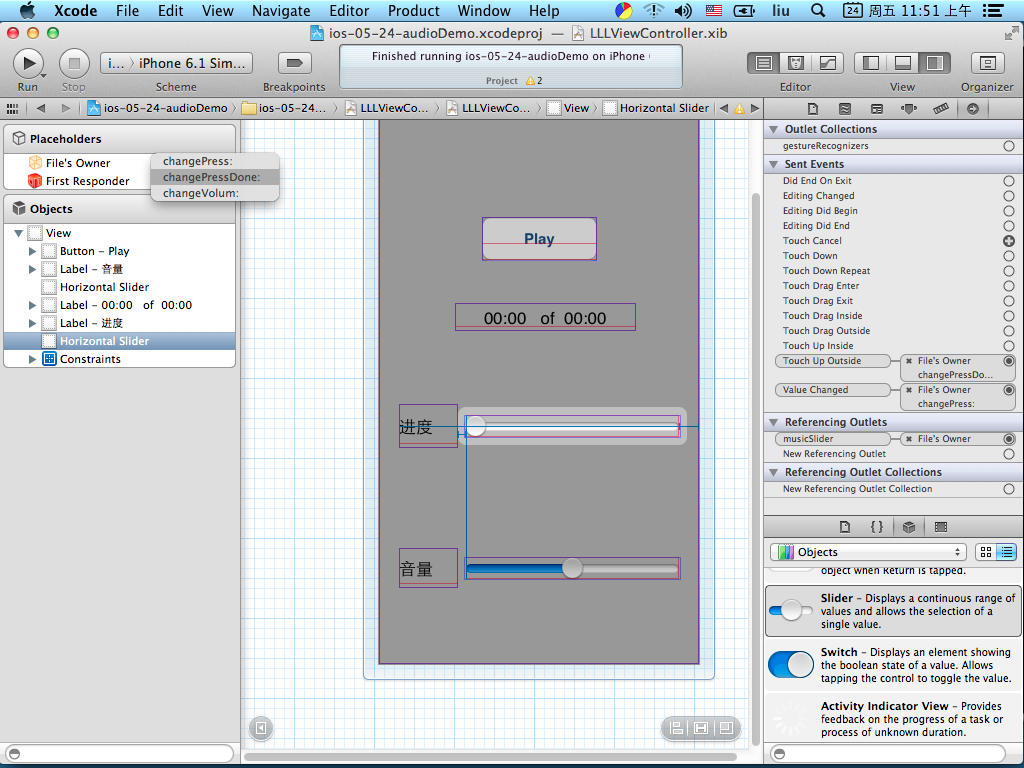 Xcode File Edit View Navigate Editor Product Window Help liu 24 周五 11:51 上午
ios-05-24-audioDemo.xcodeproj — LLLViewController.xib
Run Stop
i... iPhone 6.1 Sim...
Scheme
Breakpoints
Finished running ios-05-24-audioDemo on iPhone
Project 2
Editor
View
Organizer
ios-05-24-audioDemo ios-05-24... LLLViewCo... LLLViewCo... View Horizontal Slider
Placeholders
File's Owner
First Responder
changePress:
changePressDone:
changeVolum:
Objects
View
Button – Play
Label – 音量
Horizontal Slider
Label – 00:00 of 00:00
Label – 进度
Horizontal Slider
Constraints
Play
00:00 of 00:00
进度
音量
Outlet Collections
gestureRecognizers
Sent Events
Did End On Exit
Editing Changed
Editing Did Begin
Editing Did End
Touch Cancel
Touch Down
Touch Down Repeat
Touch Drag Enter
Touch Drag Exit
Touch Drag Inside
Touch Drag Outside
Touch Up Inside
Touch Up Outside File's Owner
changePressDo...
Value Changed File's Owner
changePress:
Referencing Outlets
musicSlider File's Owner
New Referencing Outlet
Referencing Outlet Collections
New Referencing Outlet Collection
{ }
Objects
object when Return is tapped.
Slider – Displays a continuous range of
values and allows the selection of a
single value.
Switch – Displays an element showing
the boolean state of a value. Allows
tapping the control to toggle the value.
Activity Indicator View – Provides
feedback on the progress of a task or
process of unknown duration.